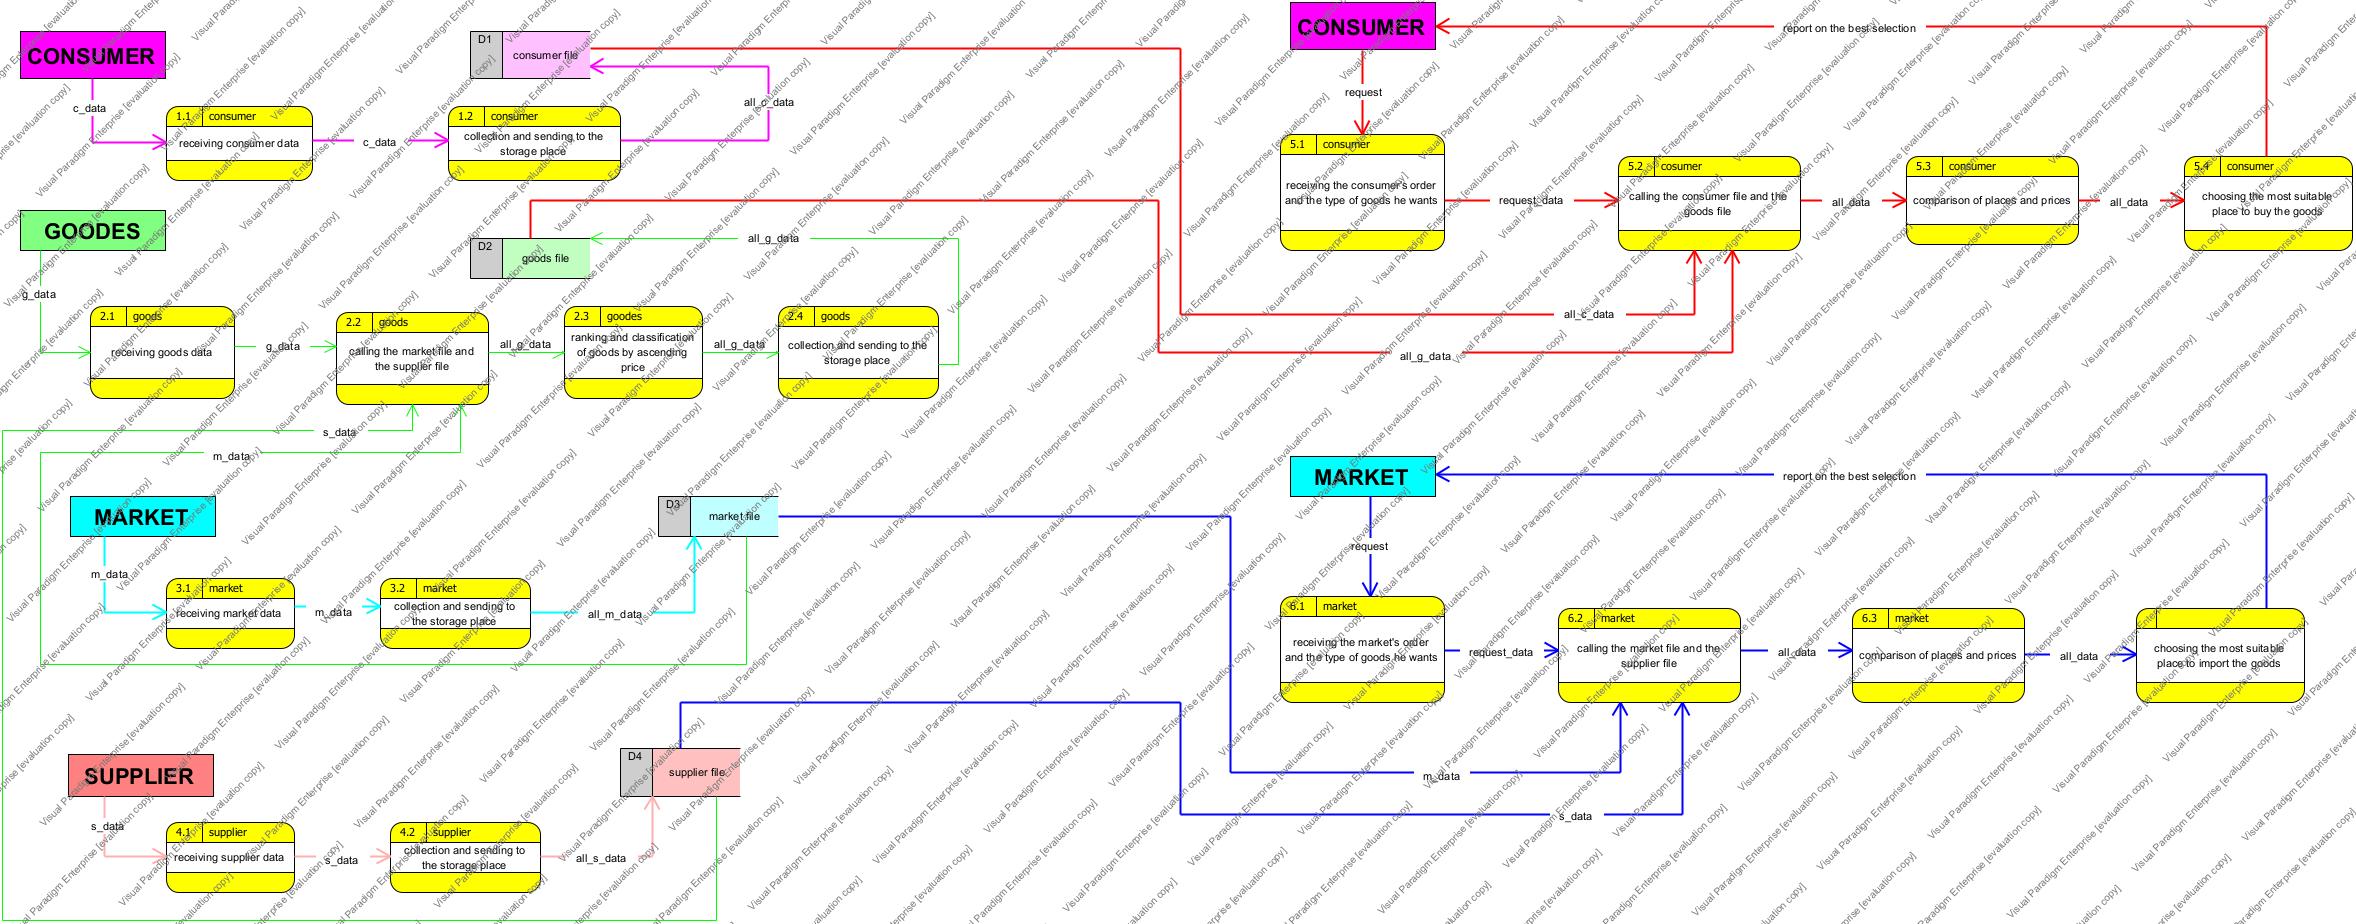 CONSUMER
c_data
1.1 consumer
receiving consumer data
c_data
1.2 consumer
collection and sending to the
storage place
all_c_data
D1
consumer file
GOODES
g_data
2.1 goods
receiving goods data
g_data
2.2 goods
calling the market file and
the supplier file
all_g_data
2.3 goodes
ranking and classification
of goods by ascending
price
all_g_data
2.4 goods
collection and sending to the
storage place
all_g_data
D2
goods file
s_data
m_data
MARKET
m_data
3.1 market
receiving market data
m_data
3.2 market
collection and sending to
the storage place
all_m_data
D3
market file
SUPPLIER
s_data
4.1 supplier
receiving supplier data
s_data
4.2 supplier
collection and sending to
the storage place
all_s_data
D4
supplier file
CONSUMER
report on the best selection
request
5.1 consumer
receiving the consumer's order
and the type of goods he wants
request_data
5.2 cosumer
calling the consumer file and the
goods file
all_data
5.3 consumer
comparison of places and prices
all_data
5.4 consumer
choosing the most suitable
place to buy the goods
all_c_data
all_g_data
MARKET
report on the best selection
request
6.1 market
receiving the market's order
and the type of goods he wants
request_data
6.2 market
calling the market file and the
supplier file
all_data
6.3 market
comparison of places and prices
all_data
choosing the most suitable
place to import the goods
m_data
s_data
Visual Paradigm Enterprise [evaluation copy]